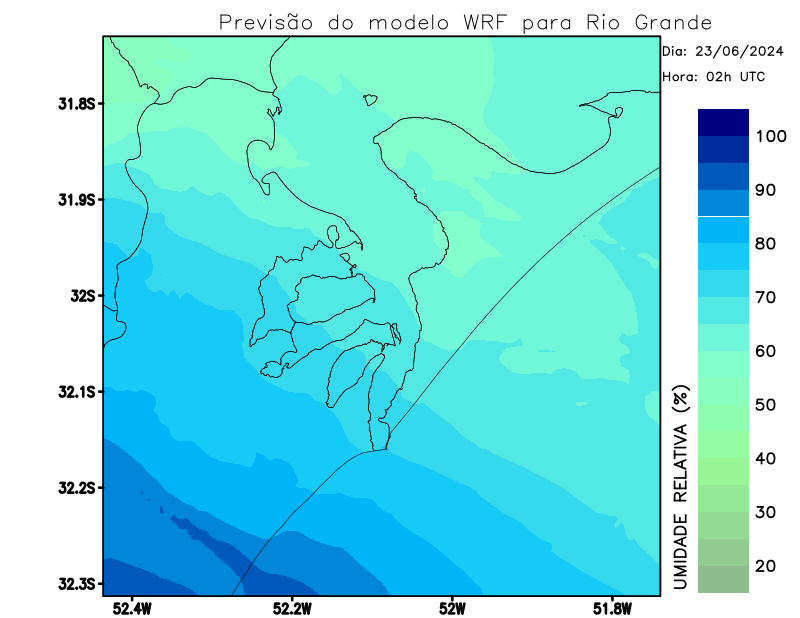 Previsão do modelo WRF para Rio Grande
Dia: 23/06/2024
Hora: 02h UTC
31.8S
31.9S
32S
32.1S
32.2S
32.3S
52.4W
52.2W
52W
51.8W
100
90
80
70
60
50
40
30
20
UMIDADE RELATIVA (%)